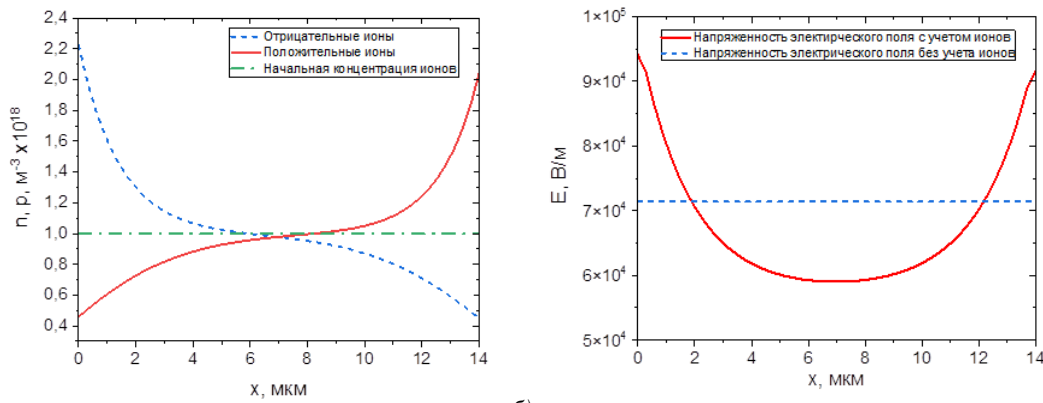 2,4
2,2
2,0
1,8
1,6
1,4
1,2
1,0
0,8
0,6
0,4
n, p, м⁻³ x10¹⁸
Отрицательные ионы
Положительные ионы
Начальная концентрация ионов
0 2 4 6 8 10 12 14
x, мкм
1×10⁵
9×10⁴
8×10⁴
7×10⁴
6×10⁴
5×10⁴
E, В/м
Напряженность электирического поля с учетом ионов
Напряженность электрического поля без учета ионов
0 2 4 6 8 10 12 14
x, мкм